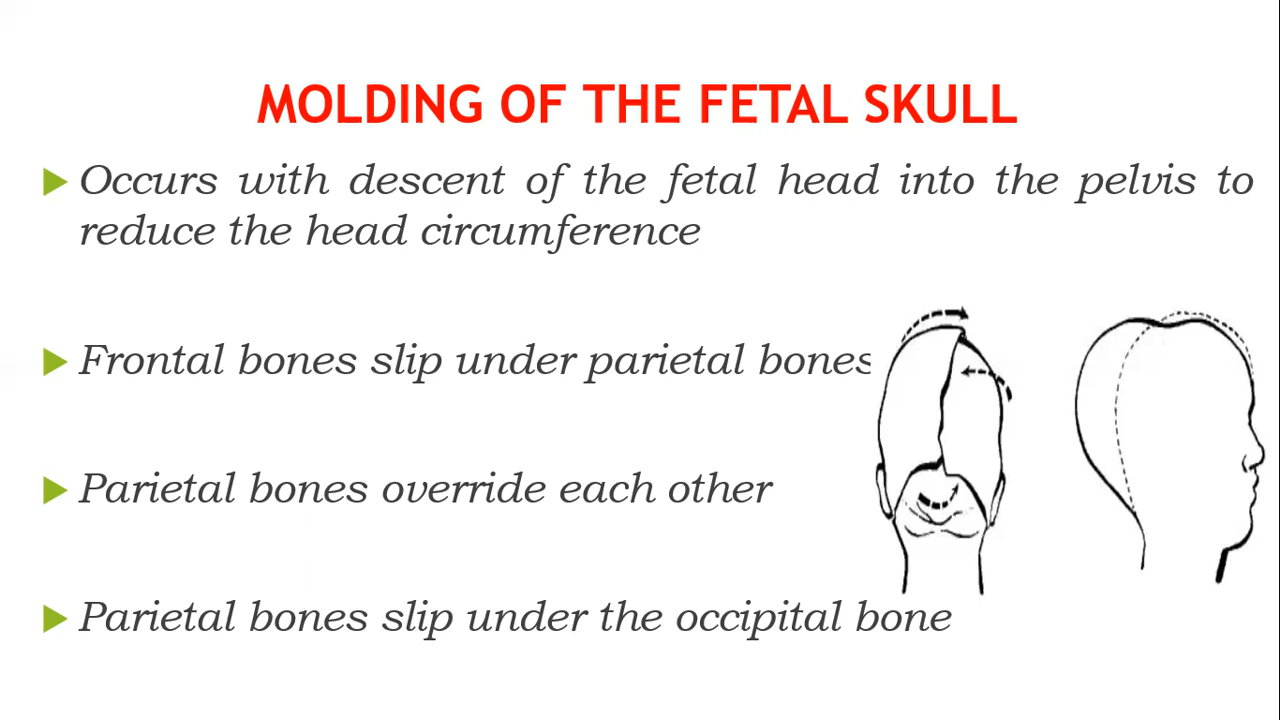 MOLDING OF THE FETAL SKULL
Occurs with descent of the fetal head into the pelvis to
reduce the head circumference
Frontal bones slip under parietal bones
Parietal bones override each other
Parietal bones slip under the occipital bone